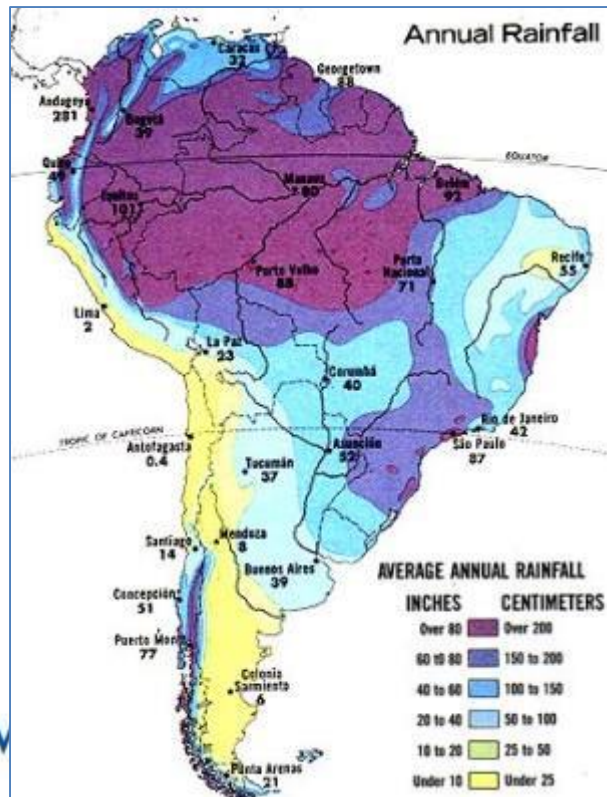 Annual Rainfall
Caracas
32
Georgetown
88
Andagoya
281
Bogotá
39
EQUATOR
Quito
49
Iquitos
101
Manaus
80
Belém
92
Porto Velho
88
Porto
Nacional
71
Recife
55
Lima
2
La Paz
23
Corumbá
40
TROPIC OF CAPRICORN
Rio de Janeiro
42
São Paulo
87
Antofagasta
0.4
Asunción
52
Tucumán
37
Santiago
14
Mendoza
8
Buenos Aires
39
Concepción
51
Puerto Montt
77
Colonia
Sarmiento
6
Punta Arenas
21
AVERAGE ANNUAL RAINFALL
INCHES CENTIMETERS
Over 80 Over 200
60 to 80 150 to 200
40 to 60 100 to 150
20 to 40 50 to 100
10 to 20 25 to 50
Under 10 Under 25